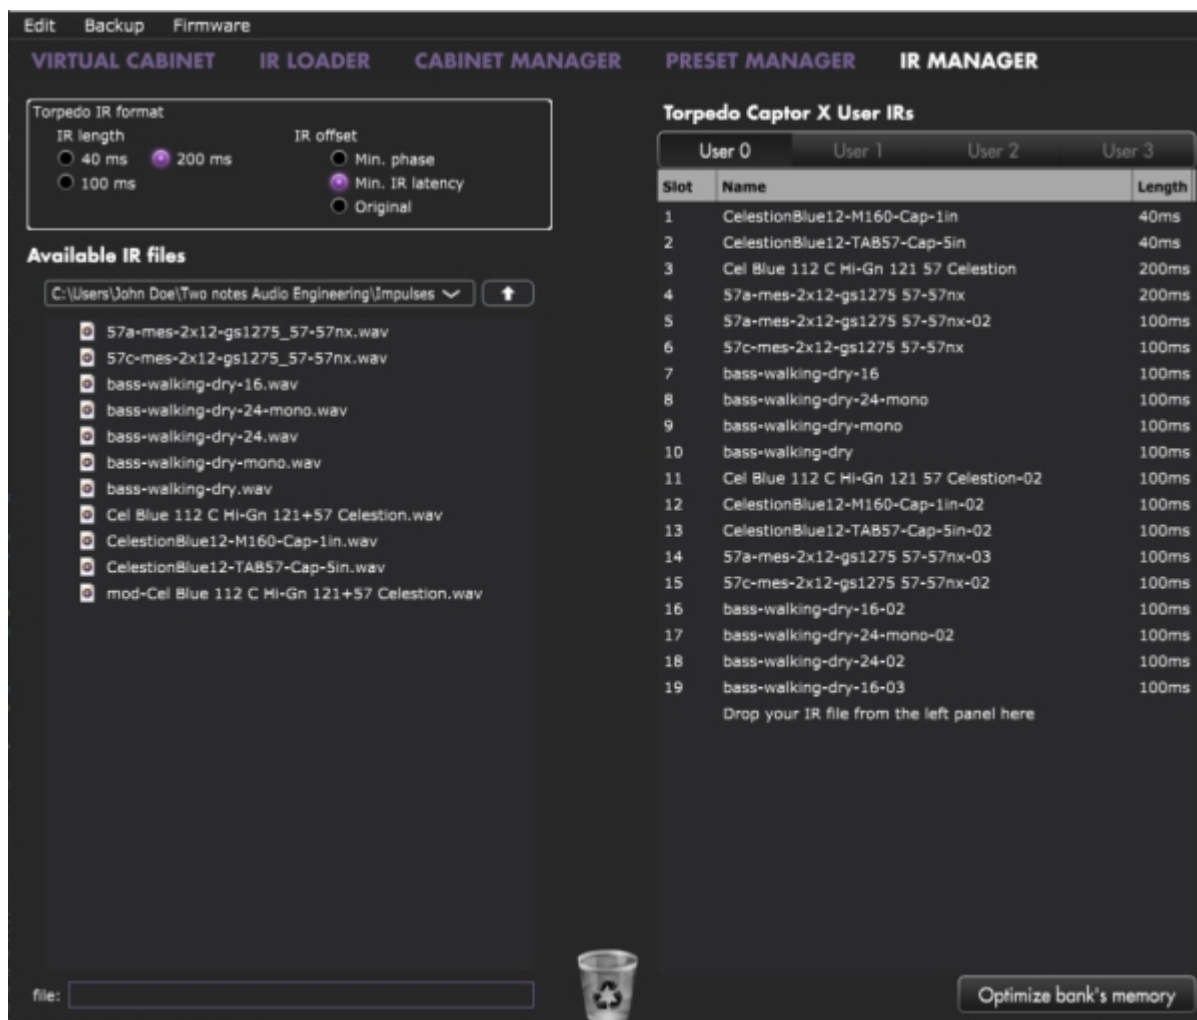 Edit Backup Firmware
VIRTUAL CABINET IR LOADER CABINET MANAGER PRESET MANAGER IR MANAGER
Torpedo IR format
IR length IR offset
40 ms 200 ms Min. phase
100 ms Min. IR latency
Original
Available IR files
C:\Users\John Doe\Two notes Audio Engineering\Impulses
57a-mes-2x12-gs1275_57-57nx.wav
57c-mes-2x12-gs1275_57-57nx.wav
bass-walking-dry-16.wav
bass-walking-dry-24-mono.wav
bass-walking-dry-24.wav
bass-walking-dry-mono.wav
bass-walking-dry.wav
Cel Blue 112 C Hi-Gn 121+57 Celestion.wav
CelestionBlue12-M160-Cap-1in.wav
CelestionBlue12-TAB57-Cap-5in.wav
mod-Cel Blue 112 C Hi-Gn 121+57 Celestion.wav
file:
Torpedo Captor X User IRs
User 0 User 1 User 2 User 3
Slot Name Length
1 CelestionBlue12-M160-Cap-1in 40ms
2 CelestionBlue12-TAB57-Cap-5in 40ms
3 Cel Blue 112 C Hi-Gn 121 57 Celestion 200ms
4 57a-mes-2x12-gs1275 57-57nx 200ms
5 57a-mes-2x12-gs1275 57-57nx-02 100ms
6 57c-mes-2x12-gs1275 57-57nx 100ms
7 bass-walking-dry-16 100ms
8 bass-walking-dry-24-mono 100ms
9 bass-walking-dry-mono 100ms
10 bass-walking-dry 100ms
11 Cel Blue 112 C Hi-Gn 121 57 Celestion-02 100ms
12 CelestionBlue12-M160-Cap-1in-02 100ms
13 CelestionBlue12-TAB57-Cap-5in-02 100ms
14 57a-mes-2x12-gs1275 57-57nx-03 100ms
15 57c-mes-2x12-gs1275 57-57nx-02 100ms
16 bass-walking-dry-16-02 100ms
17 bass-walking-dry-24-mono-02 100ms
18 bass-walking-dry-24-02 100ms
19 bass-walking-dry-16-03 100ms
Drop your IR file from the left panel here
Optimize bank's memory